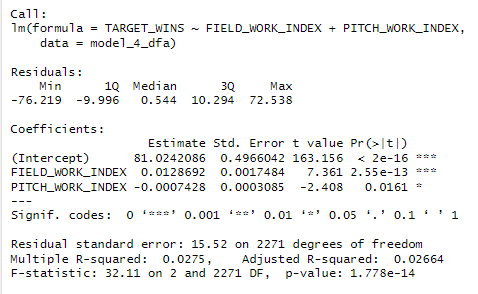 Call:
lm(formula = TARGET_WINS ~ FIELD_WORK_INDEX + PITCH_WORK_INDEX,
    data = model_4_dfa)

Residuals:
    Min      1Q  Median      3Q     Max
-76.219  -9.996   0.544  10.294  72.538

Coefficients:
                   Estimate Std. Error t value Pr(>|t|)
(Intercept)      81.0242086  0.4966042 163.156  < 2e-16 ***
FIELD_WORK_INDEX  0.0128692  0.0017484   7.361 2.55e-13 ***
PITCH_WORK_INDEX -0.0007428  0.0003085  -2.408   0.0161 *
---
Signif. codes:  0 ‘***’ 0.001 ‘**’ 0.01 ‘*’ 0.05 ‘.’ 0.1 ‘ ’ 1

Residual standard error: 15.52 on 2271 degrees of freedom
Multiple R-squared:  0.0275,    Adjusted R-squared:  0.02664
F-statistic: 32.11 on 2 and 2271 DF,  p-value: 1.778e-14